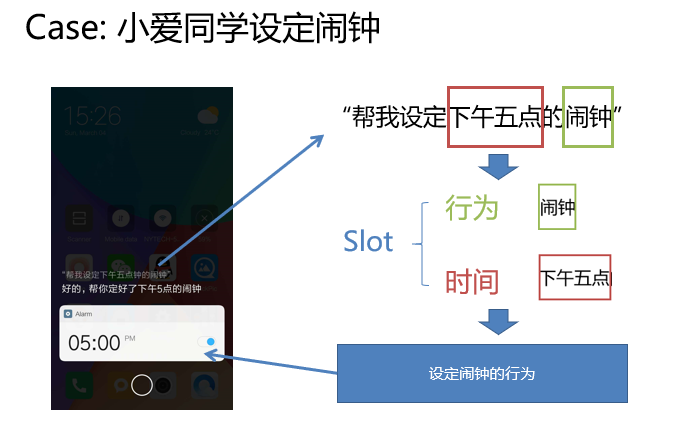 Case: 小爱同学设定闹钟
15:26
“帮我设定下午五点钟的闹钟”
好的，帮你定好了下午5点的闹钟
Alarm
05:00 PM
“帮我设定下午五点的闹钟”
Slot
行为
闹钟
时间
下午五点
设定闹钟的行为